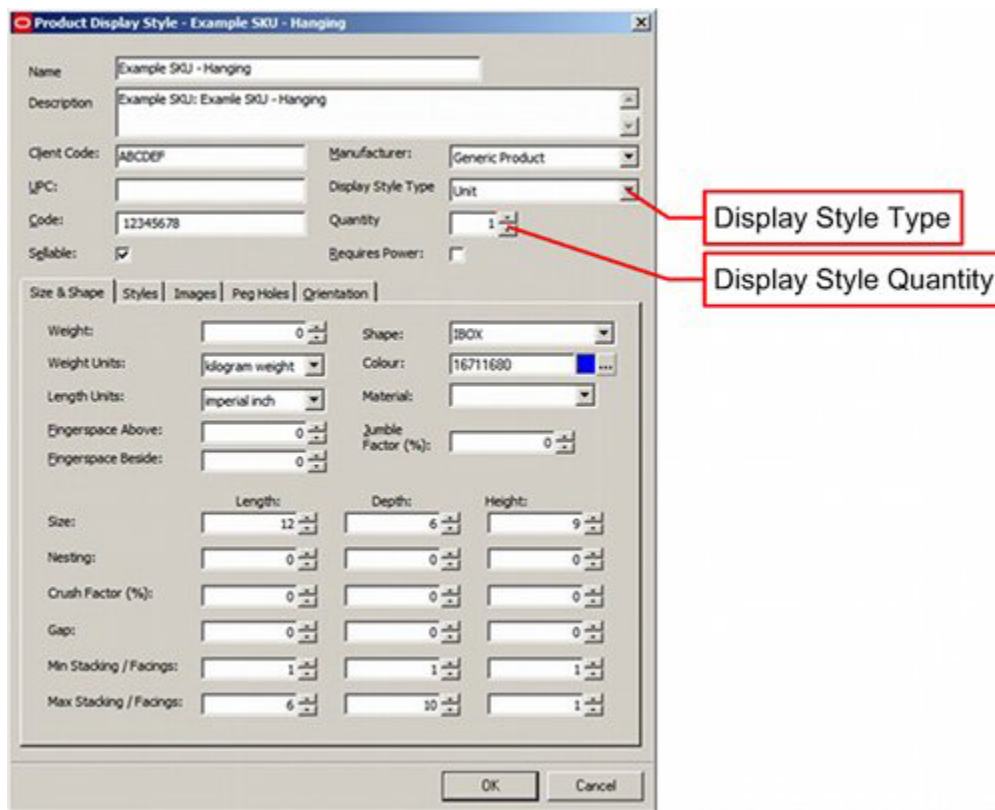 Product Display Style - Example SKU - Hanging
Name Example SKU - Hanging
Description Example SKU: Examle SKU - Hanging
Client Code: ABCDEF Manufacturer: Generic Product
UPC: Display Style Type Unit
Display Style Type
Code: 12345678 Quantity 1
Display Style Quantity
Sellable: Requires Power:
Size & Shape Styles Images Peg Holes Orientation
Weight: 0 Shape: IBOX
Weight Units: kilogram weight Colour: 16711680 ...
Length Units: imperial inch Material:
Fingerspace Above: 0 Jumble Factor (%): 0
Fingerspace Beside: 0
Length: Depth: Height:
Size: 12 6 9
Nesting: 0 0 0
Crush Factor (%): 0 0 0
Gap: 0 0 0
Min Stacking / Facings: 1 1 1
Max Stacking / Facings: 6 10 1
OK Cancel